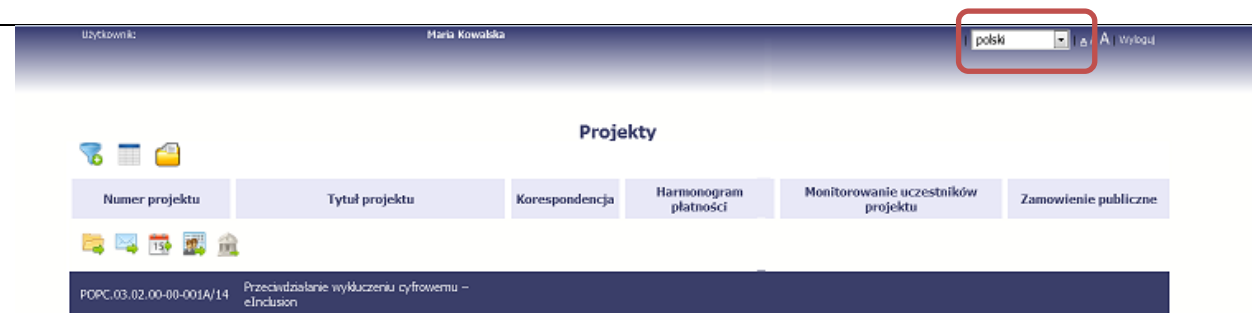 Użytkownik: Maria Kowalska | polski | A A | Wyloguj
Projekty
Numer projektu Tytuł projektu Korespondencja Harmonogram płatności Monitorowanie uczestników projektu Zamowienie publiczne
15
POPC.03.02.00-00-001A/14 Przeciwdziałanie wykluczeniu cyfrowemu –
eInclusion